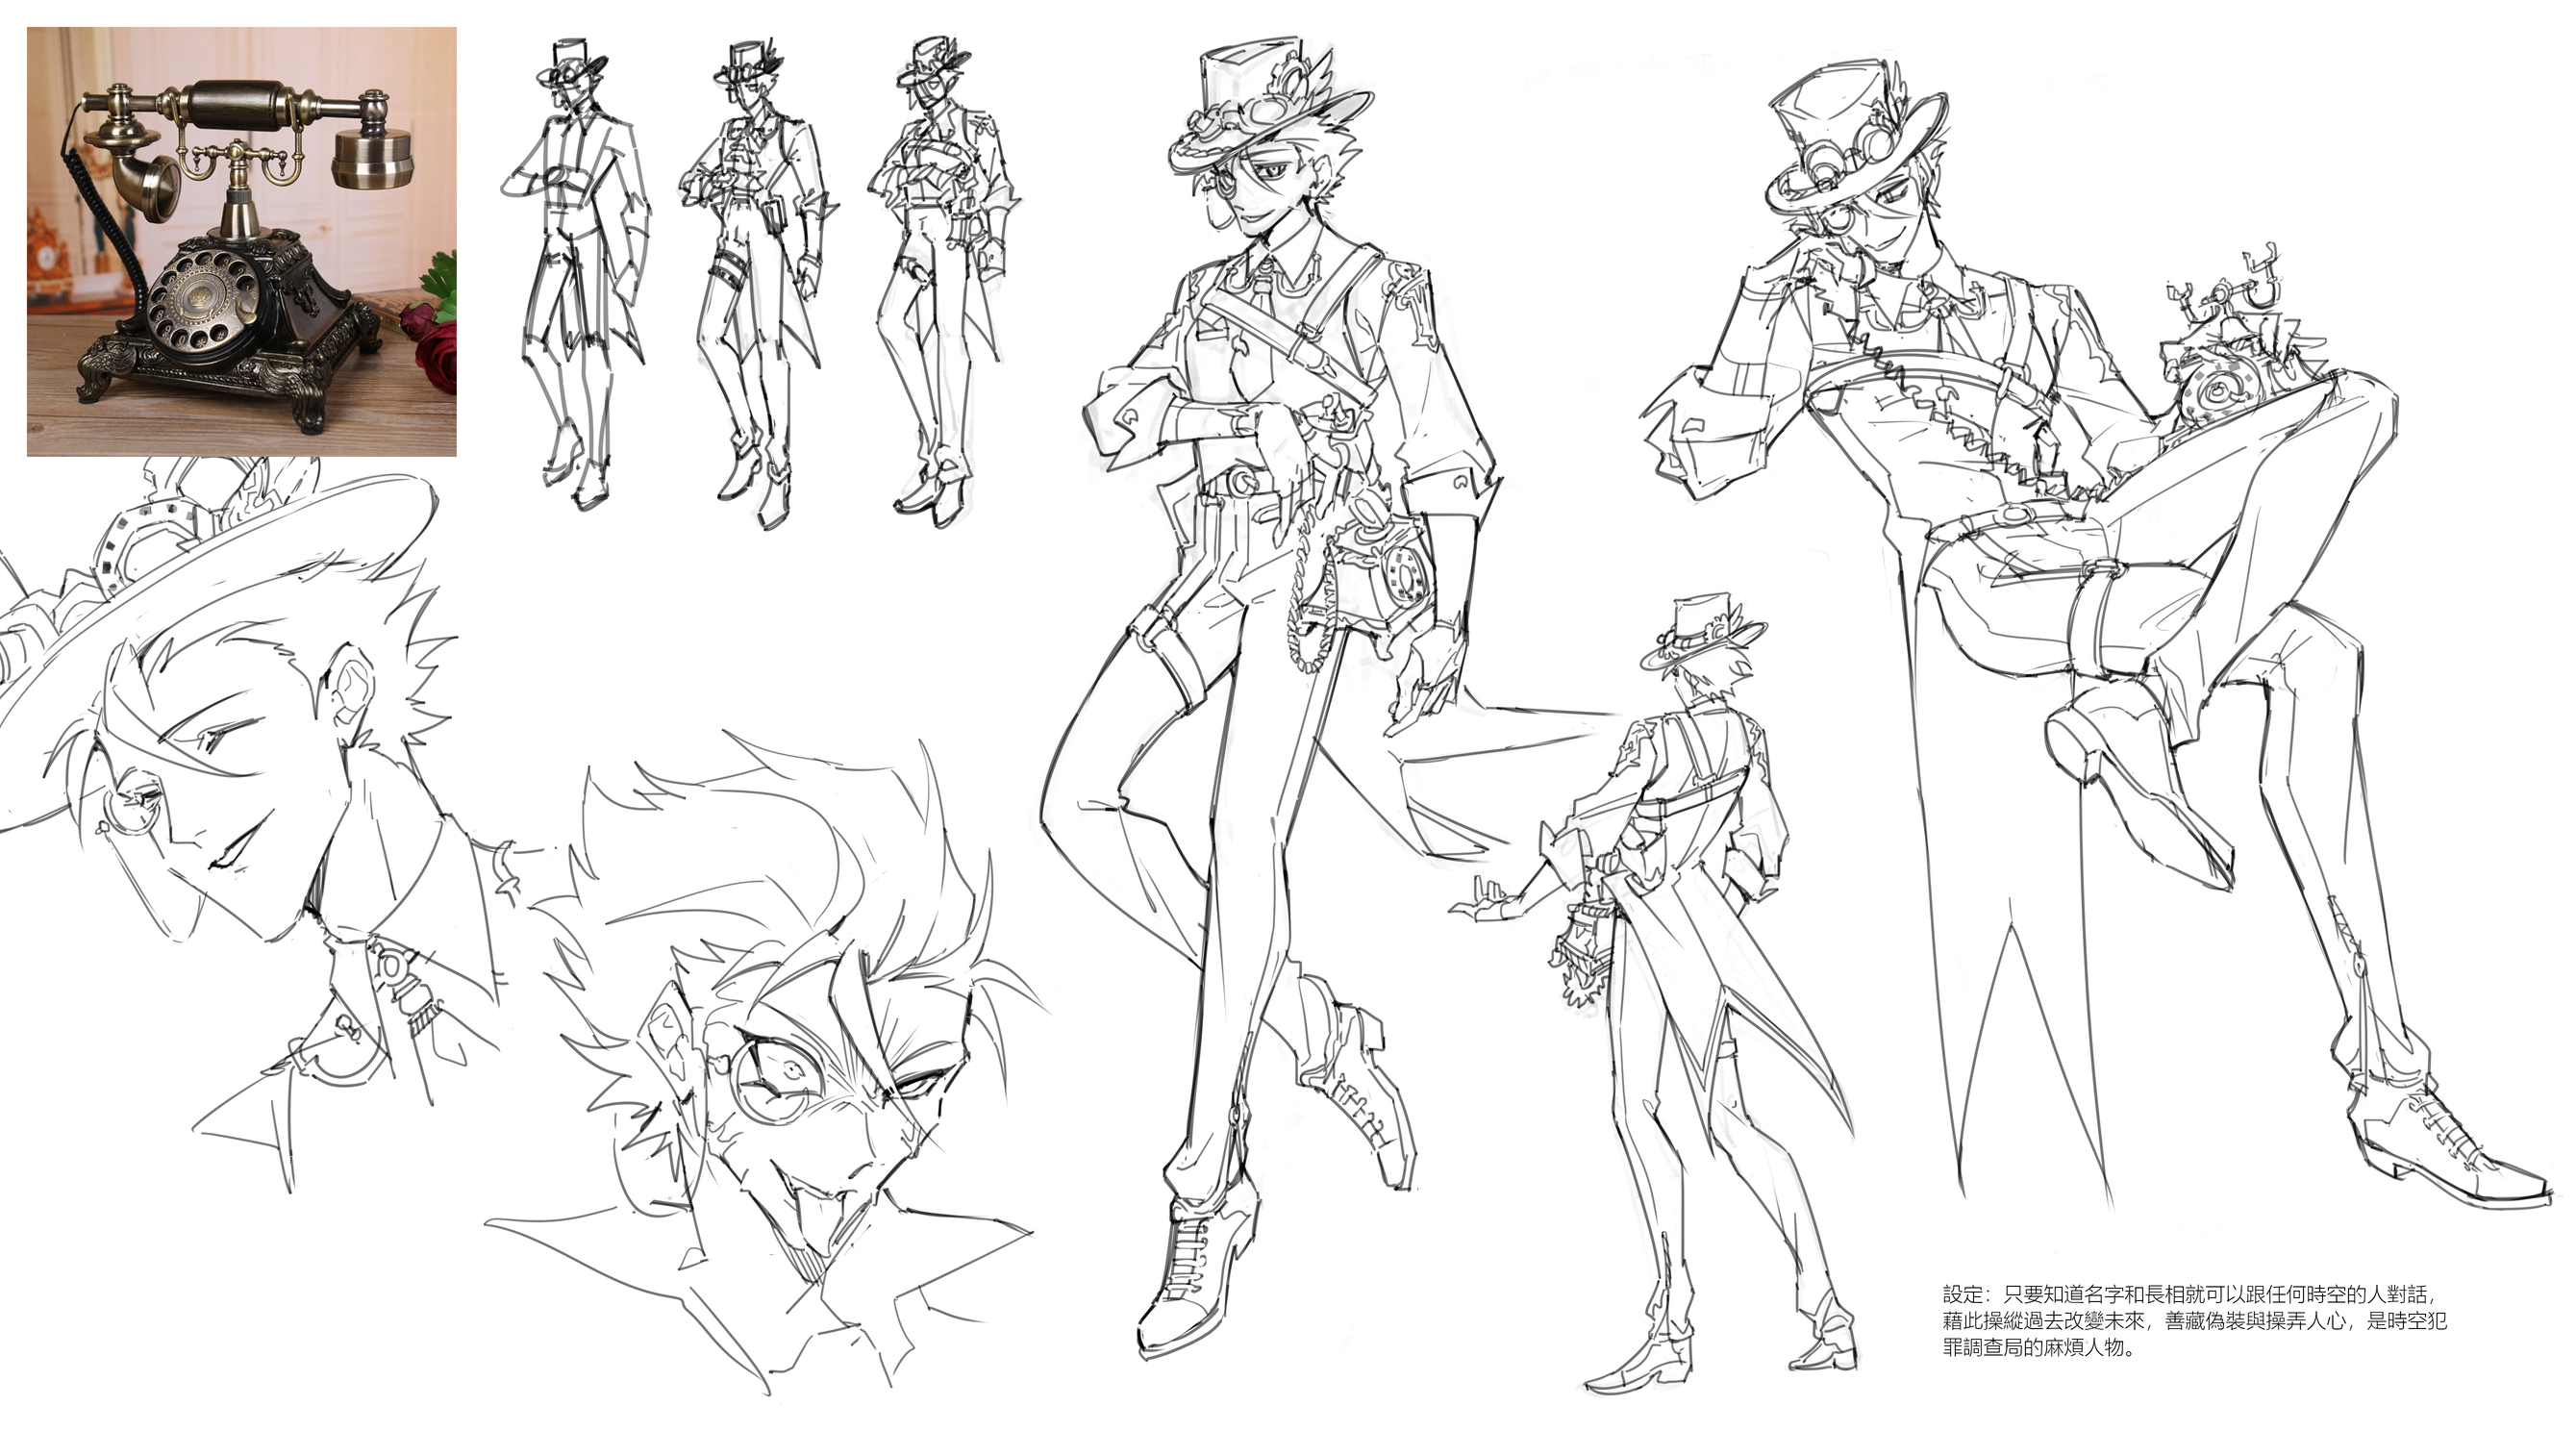 設定：只要知道名字和長相就可以跟任何時空的人對話，
藉此操縱過去改變未來，善藏偽裝與操弄人心，是時空犯
罪調查局的麻煩人物。